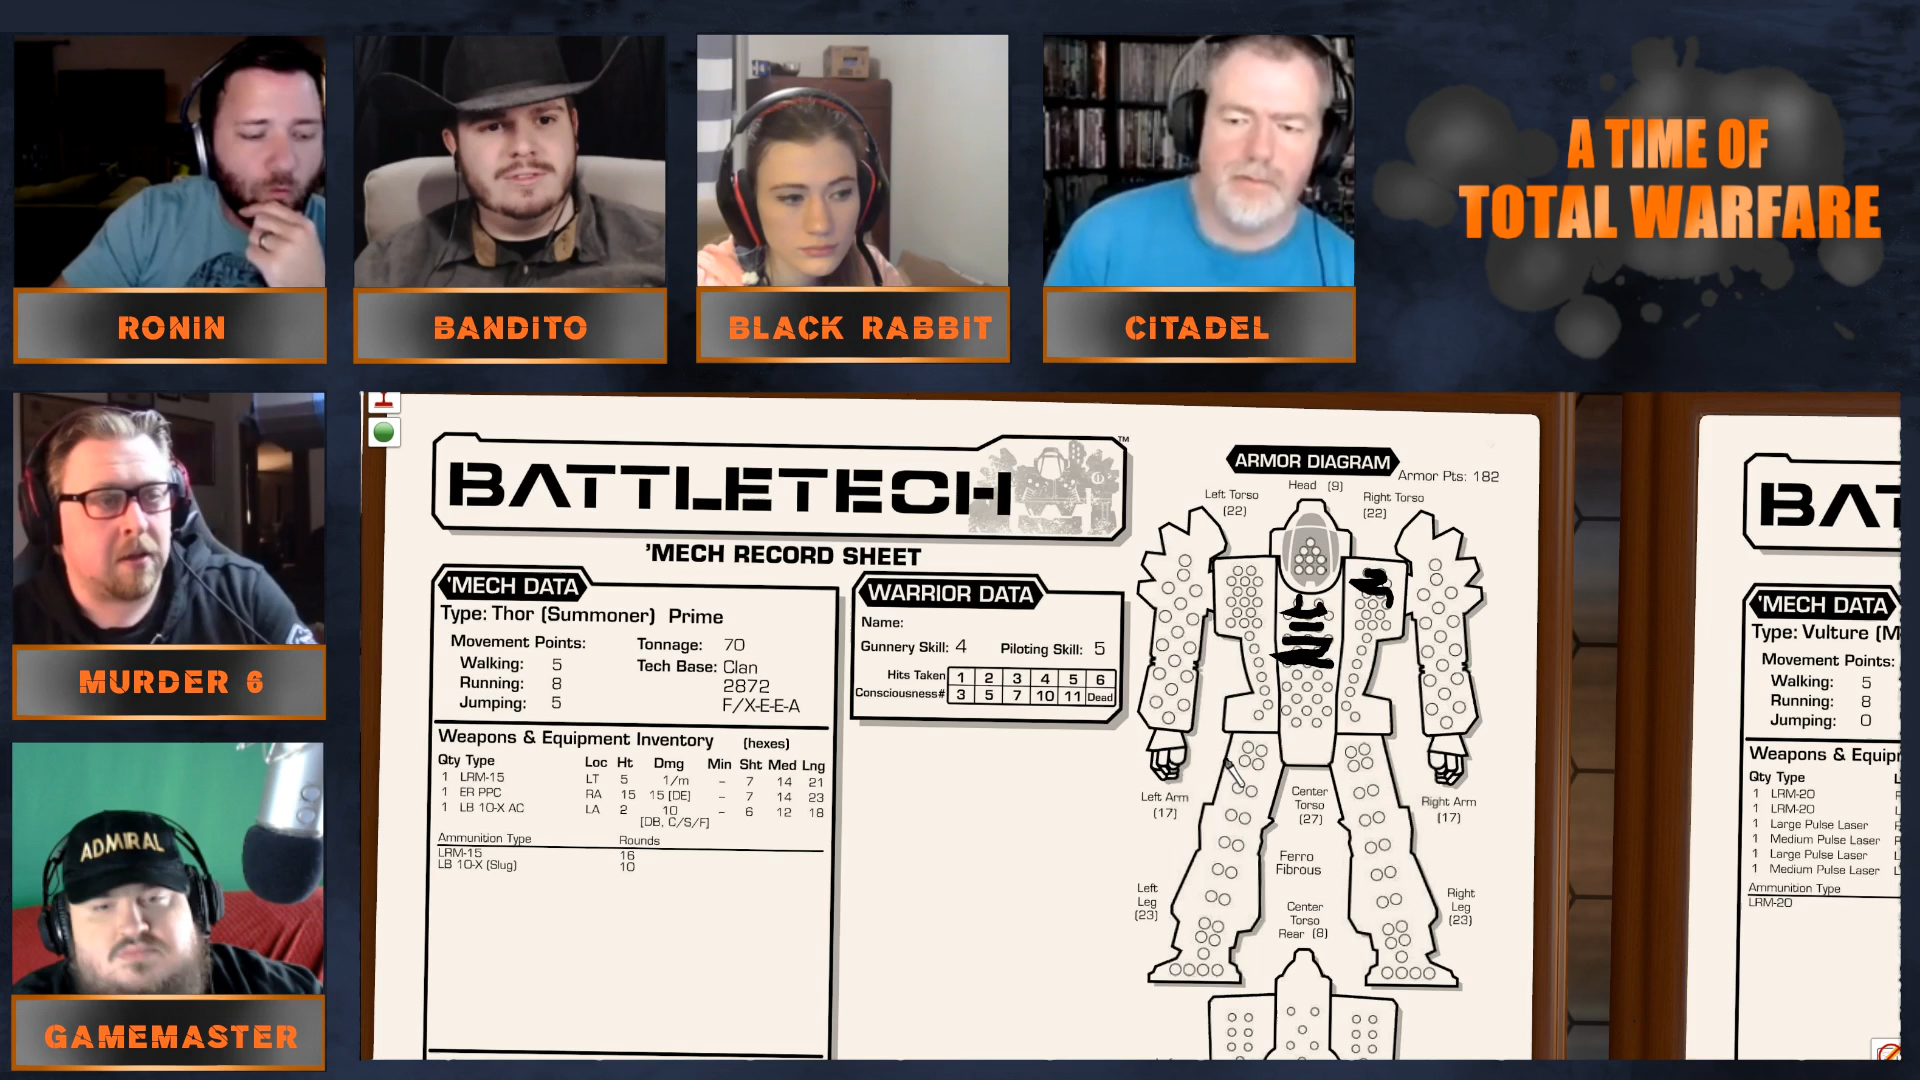 A TIME OF
TOTAL WARFARE
RONIN
BANDITO
BLACK RABBIT
CITADEL
MURDER 6
ADMIRAL
GAMEMASTER
BATTLETECH™
'MECH RECORD SHEET
'MECH DATA
Type: Thor (Summoner) Prime
Movement Points:
Walking: 5
Running: 8
Jumping: 5
Tonnage: 70
Tech Base: Clan
2872
F/X-E-E-A
Weapons & Equipment Inventory (hexes)
Qty Type Loc Ht Dmg Min Sht Med Lng
1 LRM-15 LT 5 1/m – 7 14 21
1 ER PPC RA 15 15 [DE] – 7 14 23
1 LB 10-X AC LA 2 10 – 6 12 18
[DB, C/S/F]
Ammunition Type Rounds
LRM-15 16
LB 10-X (Slug) 10
WARRIOR DATA
Name:
Gunnery Skill: 4 Piloting Skill: 5
Hits Taken 1 2 3 4 5 6
Consciousness# 3 5 7 10 11 Dead
ARMOR DIAGRAM
Armor Pts: 182
Head (9)
Left Torso
(22)
Right Torso
(22)
Left Arm
(17)
Center
Torso
(27)
Right Arm
(17)
Ferro
Fibrous
Left
Leg
(23)
Center
Torso
Rear (8)
Right
Leg
(23)
BAT
'MECH DATA
Type: Vulture (M
Movement Points:
Walking: 5
Running: 8
Jumping: 0
Weapons & Equip
Qty Type
1 LRM-20
1 LRM-20
1 Large Pulse Laser
1 Medium Pulse Laser
1 Large Pulse Laser
1 Medium Pulse Laser
Ammunition Type
LRM-20